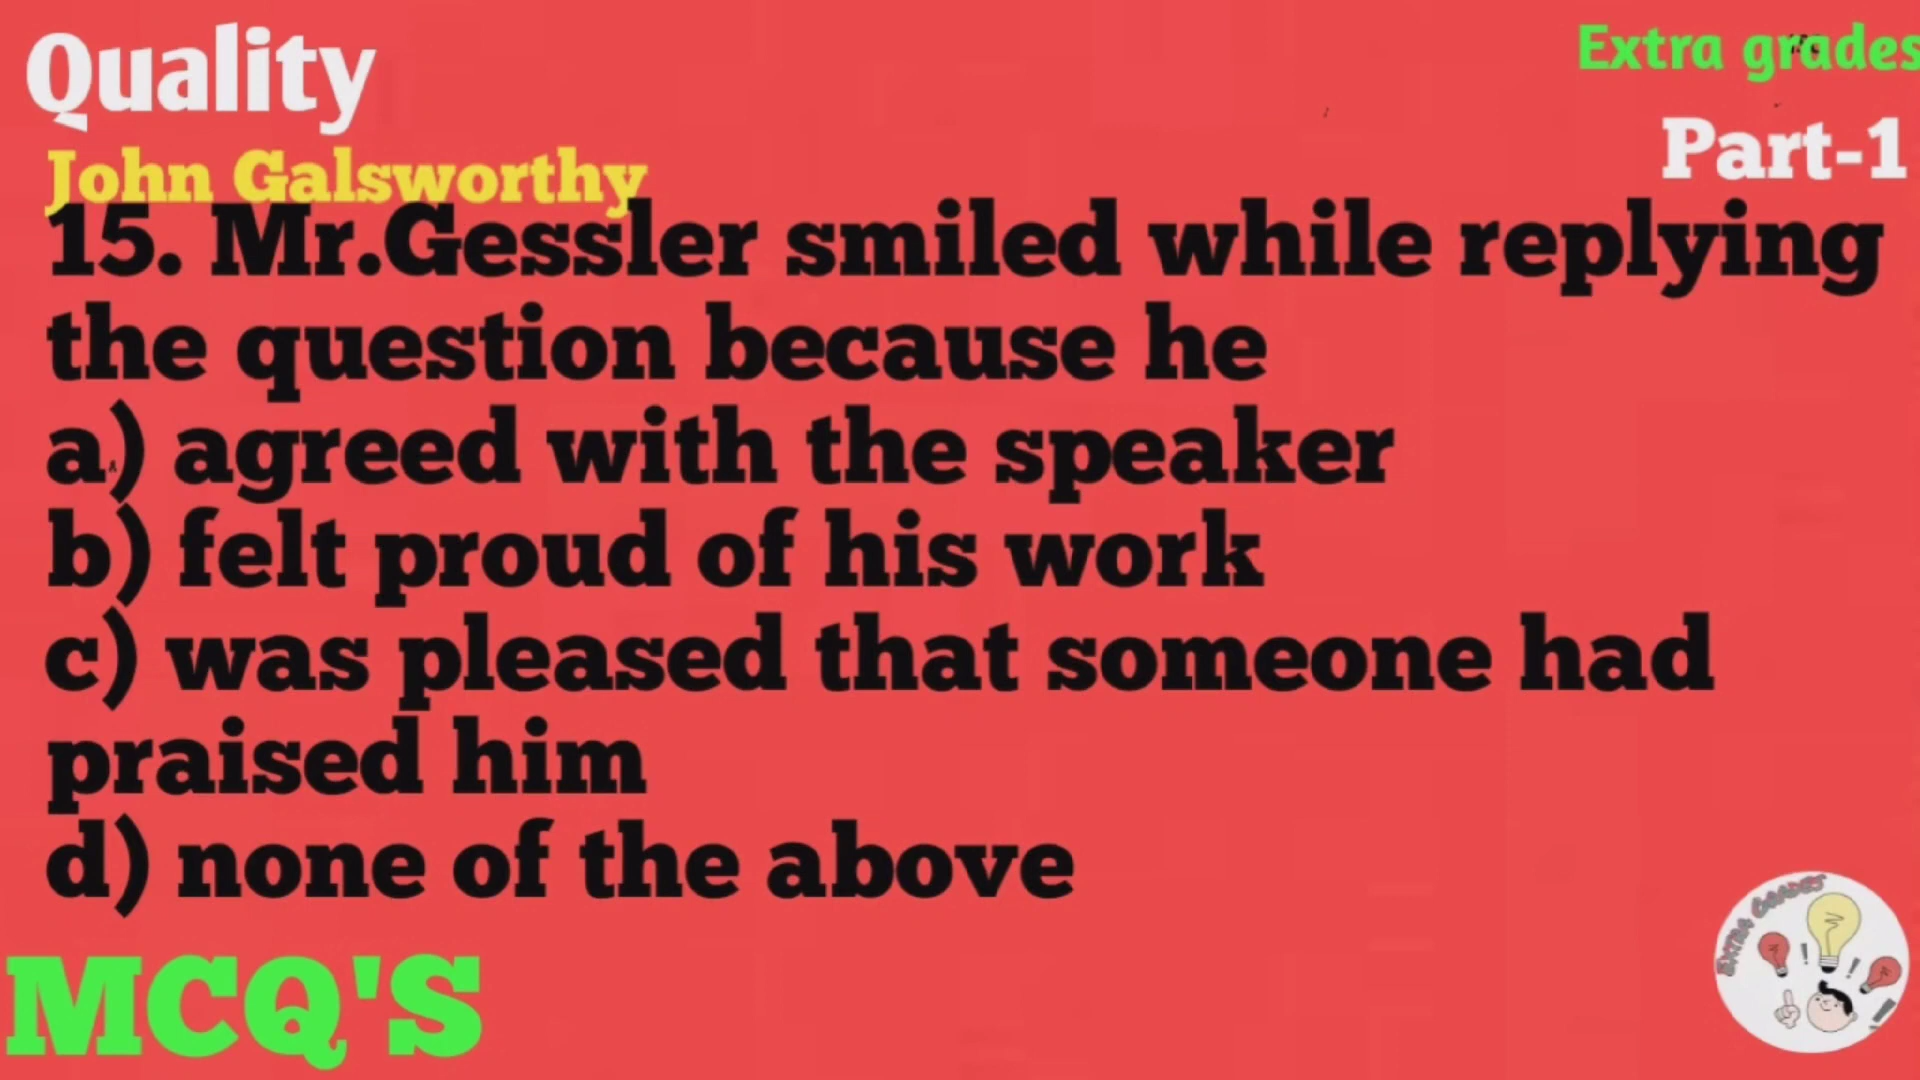 Quality
Extra grades
Part-1
John Galsworthy
15. Mr.Gessler smiled while replying
the question because he
a) agreed with the speaker
b) felt proud of his work
c) was pleased that someone had
praised him
d) none of the above
MCQ'S
EXTRA GRADES